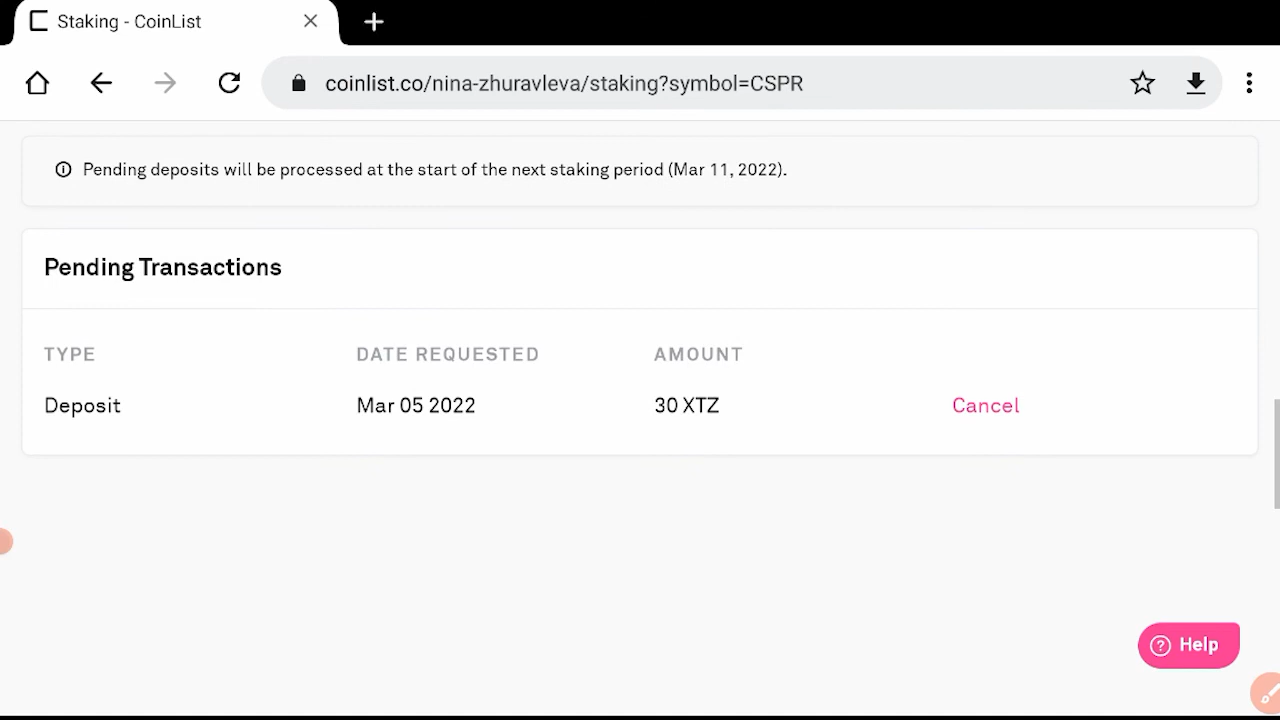 Staking - CoinList
coinlist.co/nina-zhuravleva/staking?symbol=CSPR
Pending deposits will be processed at the start of the next staking period (Mar 11, 2022).
Pending Transactions
TYPE DATE REQUESTED AMOUNT
Deposit Mar 05 2022 30 XTZ Cancel
Help